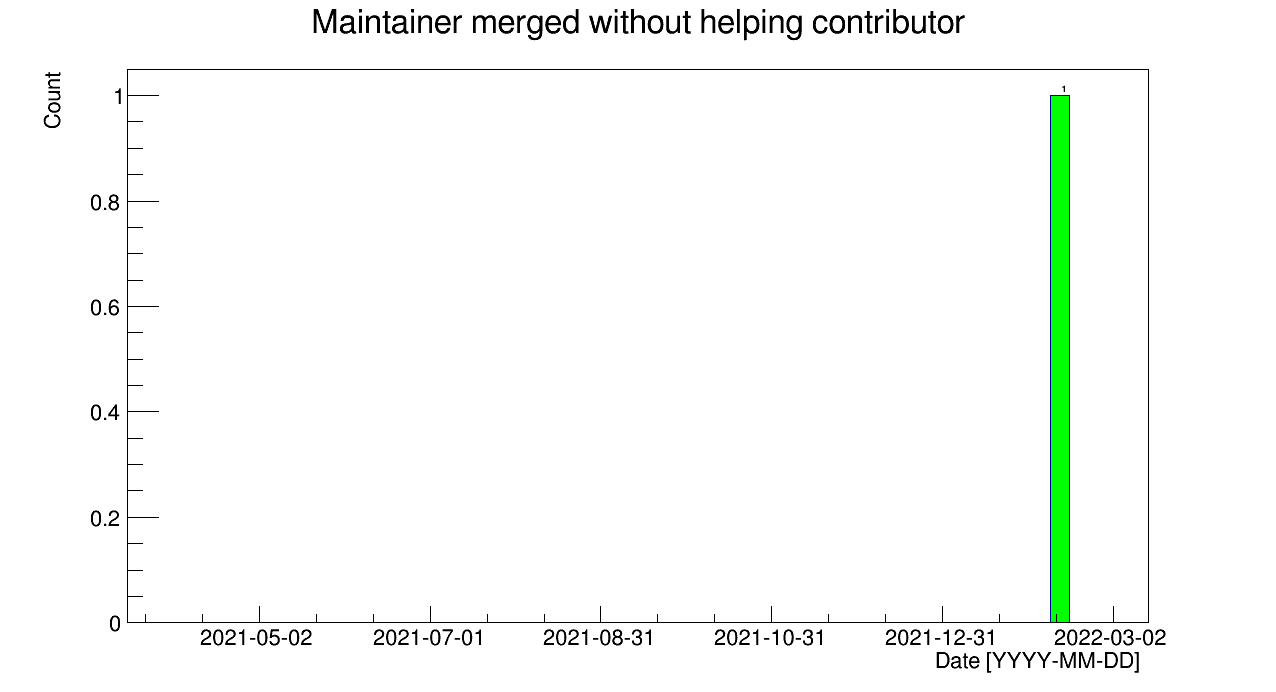 Maintainer merged without helping contributor
Count
1
1
0.8
0.6
0.4
0.2
0
2021-05-02 2021-07-01 2021-08-31 2021-10-31 2021-12-31 2022-03-02
Date [YYYY-MM-DD]